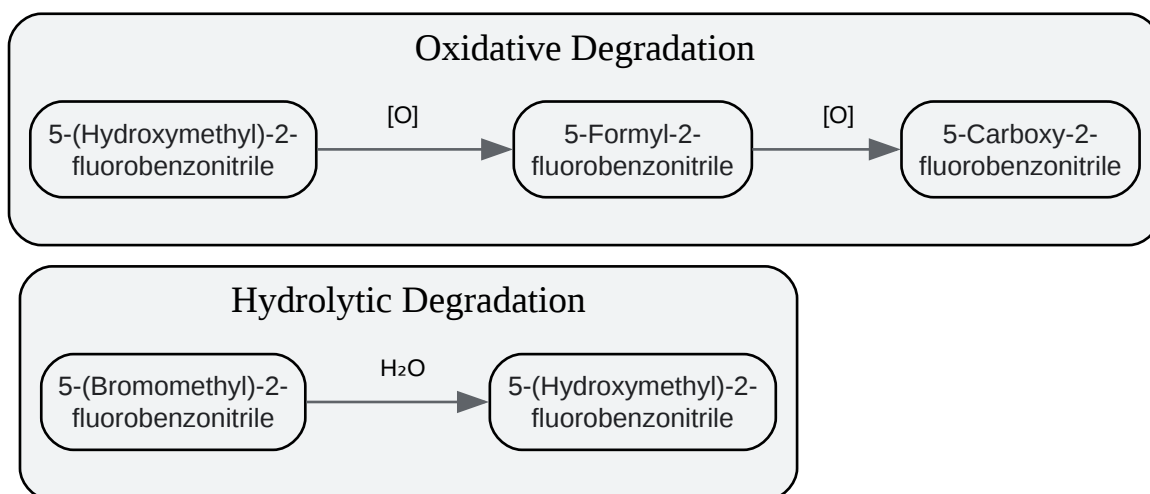 Oxidative Degradation
5-(Hydroxymethyl)-2-
fluorobenzonitrile
[O]
5-Formyl-2-
fluorobenzonitrile
[O]
5-Carboxy-2-
fluorobenzonitrile
Hydrolytic Degradation
5-(Bromomethyl)-2-
fluorobenzonitrile
H₂O
5-(Hydroxymethyl)-2-
fluorobenzonitrile